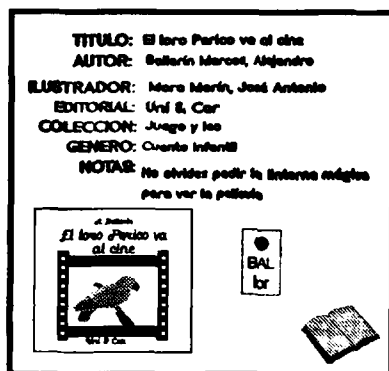 TITULO: El loro Perico va al cine
AUTOR: Ballarín Marcos, Alejandro
ILUSTRADOR: Mora Marín, José Antonio
EDITORIAL: Uni & Car
COLECCION: Juego y leo
GENERO: Cuento infantil
NOTAS: No olvides pedir la linterna mágica
para ver la película
A. Ballarín
El loro Perico va
al cine
Uni & Car
BAL
lor